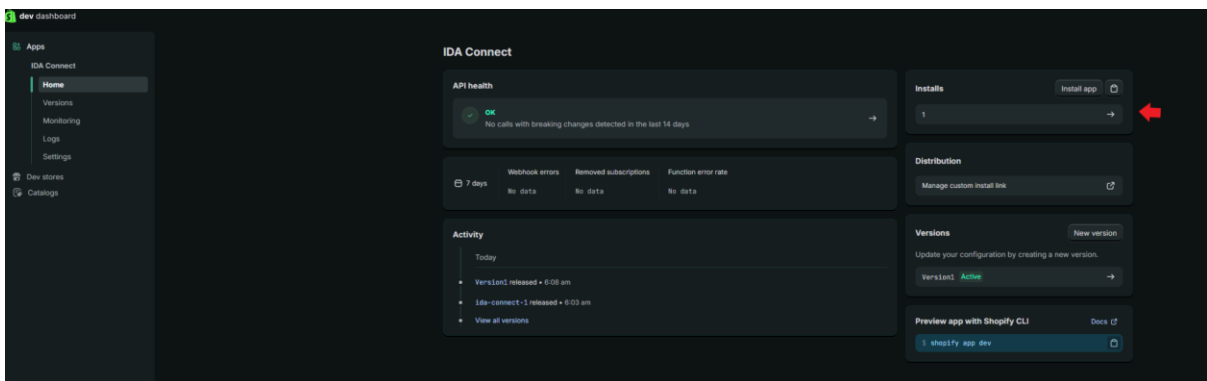 dev dashboard
Apps
IDA Connect
Home
Versions
Monitoring
Logs
Settings
Dev stores
Catalogs
IDA Connect
API health
OK
No calls with breaking changes detected in the last 14 days
7 days
Webhook errors
No data
Removed subscriptions
No data
Function error rate
No data
Activity
Today
Version1 released • 6:08 am
ida-connect-1 released • 6:03 am
View all versions
Installs
Install app
1
Distribution
Manage custom install link
Versions
New version
Update your configuration by creating a new version.
Version1 Active
Preview app with Shopify CLI
Docs
$ shopify app dev